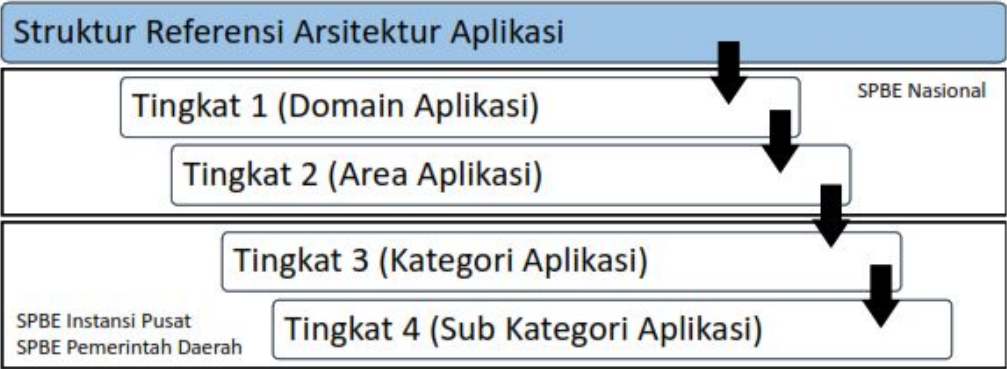 Struktur Referensi Arsitektur Aplikasi
Tingkat 1 (Domain Aplikasi)
SPBE Nasional
Tingkat 2 (Area Aplikasi)
Tingkat 3 (Kategori Aplikasi)
SPBE Instansi Pusat
SPBE Pemerintah Daerah
Tingkat 4 (Sub Kategori Aplikasi)